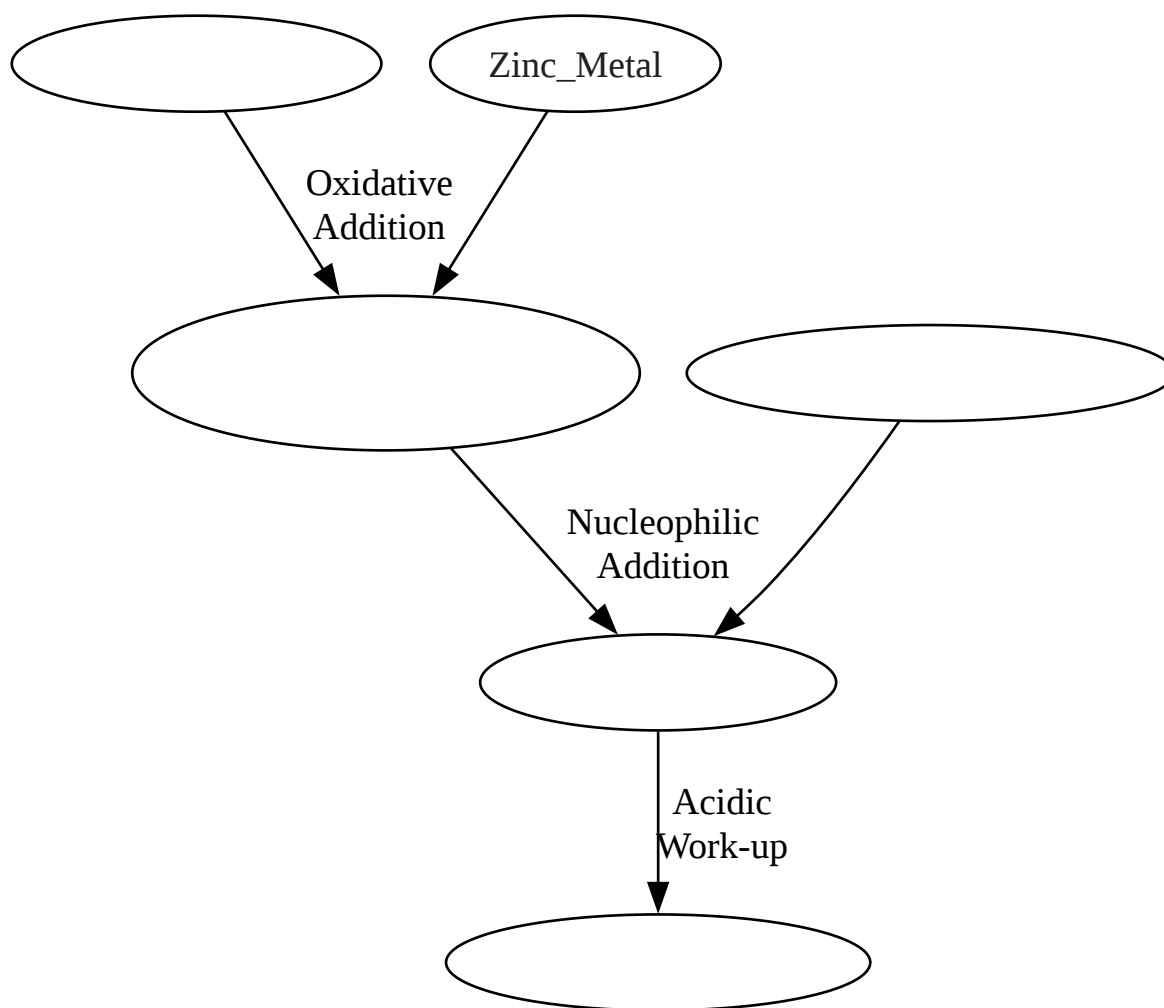 Zinc_Metal
Oxidative
Addition
Nucleophilic
Addition
Acidic
Work-up